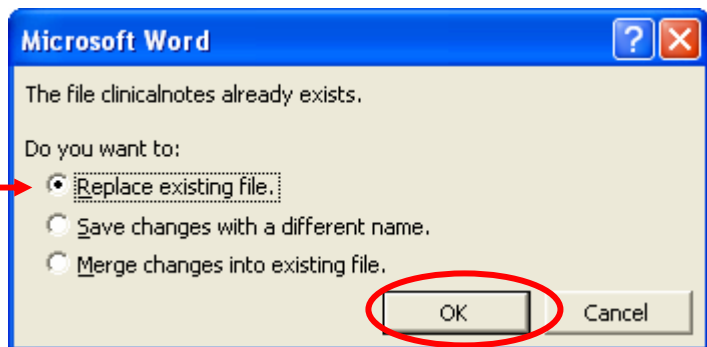 Microsoft Word
The file clinicalnotes already exists.
Do you want to:
Replace existing file.
Save changes with a different name.
Merge changes into existing file.
OK Cancel